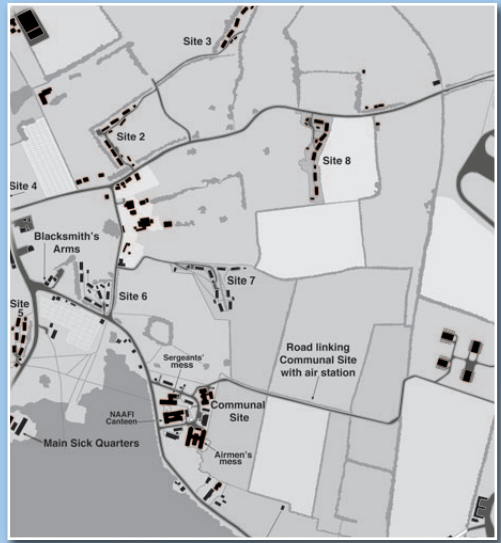 Site 3
Site 2
Site 8
Site 4
Blacksmith's
Arms
Site 6
Site 7
Site
5
Sergeants'
mess
Road linking
Communal Site
with air station
NAAFI
Canteen
Communal
Site
Main Sick Quarters
Airmen's
mess